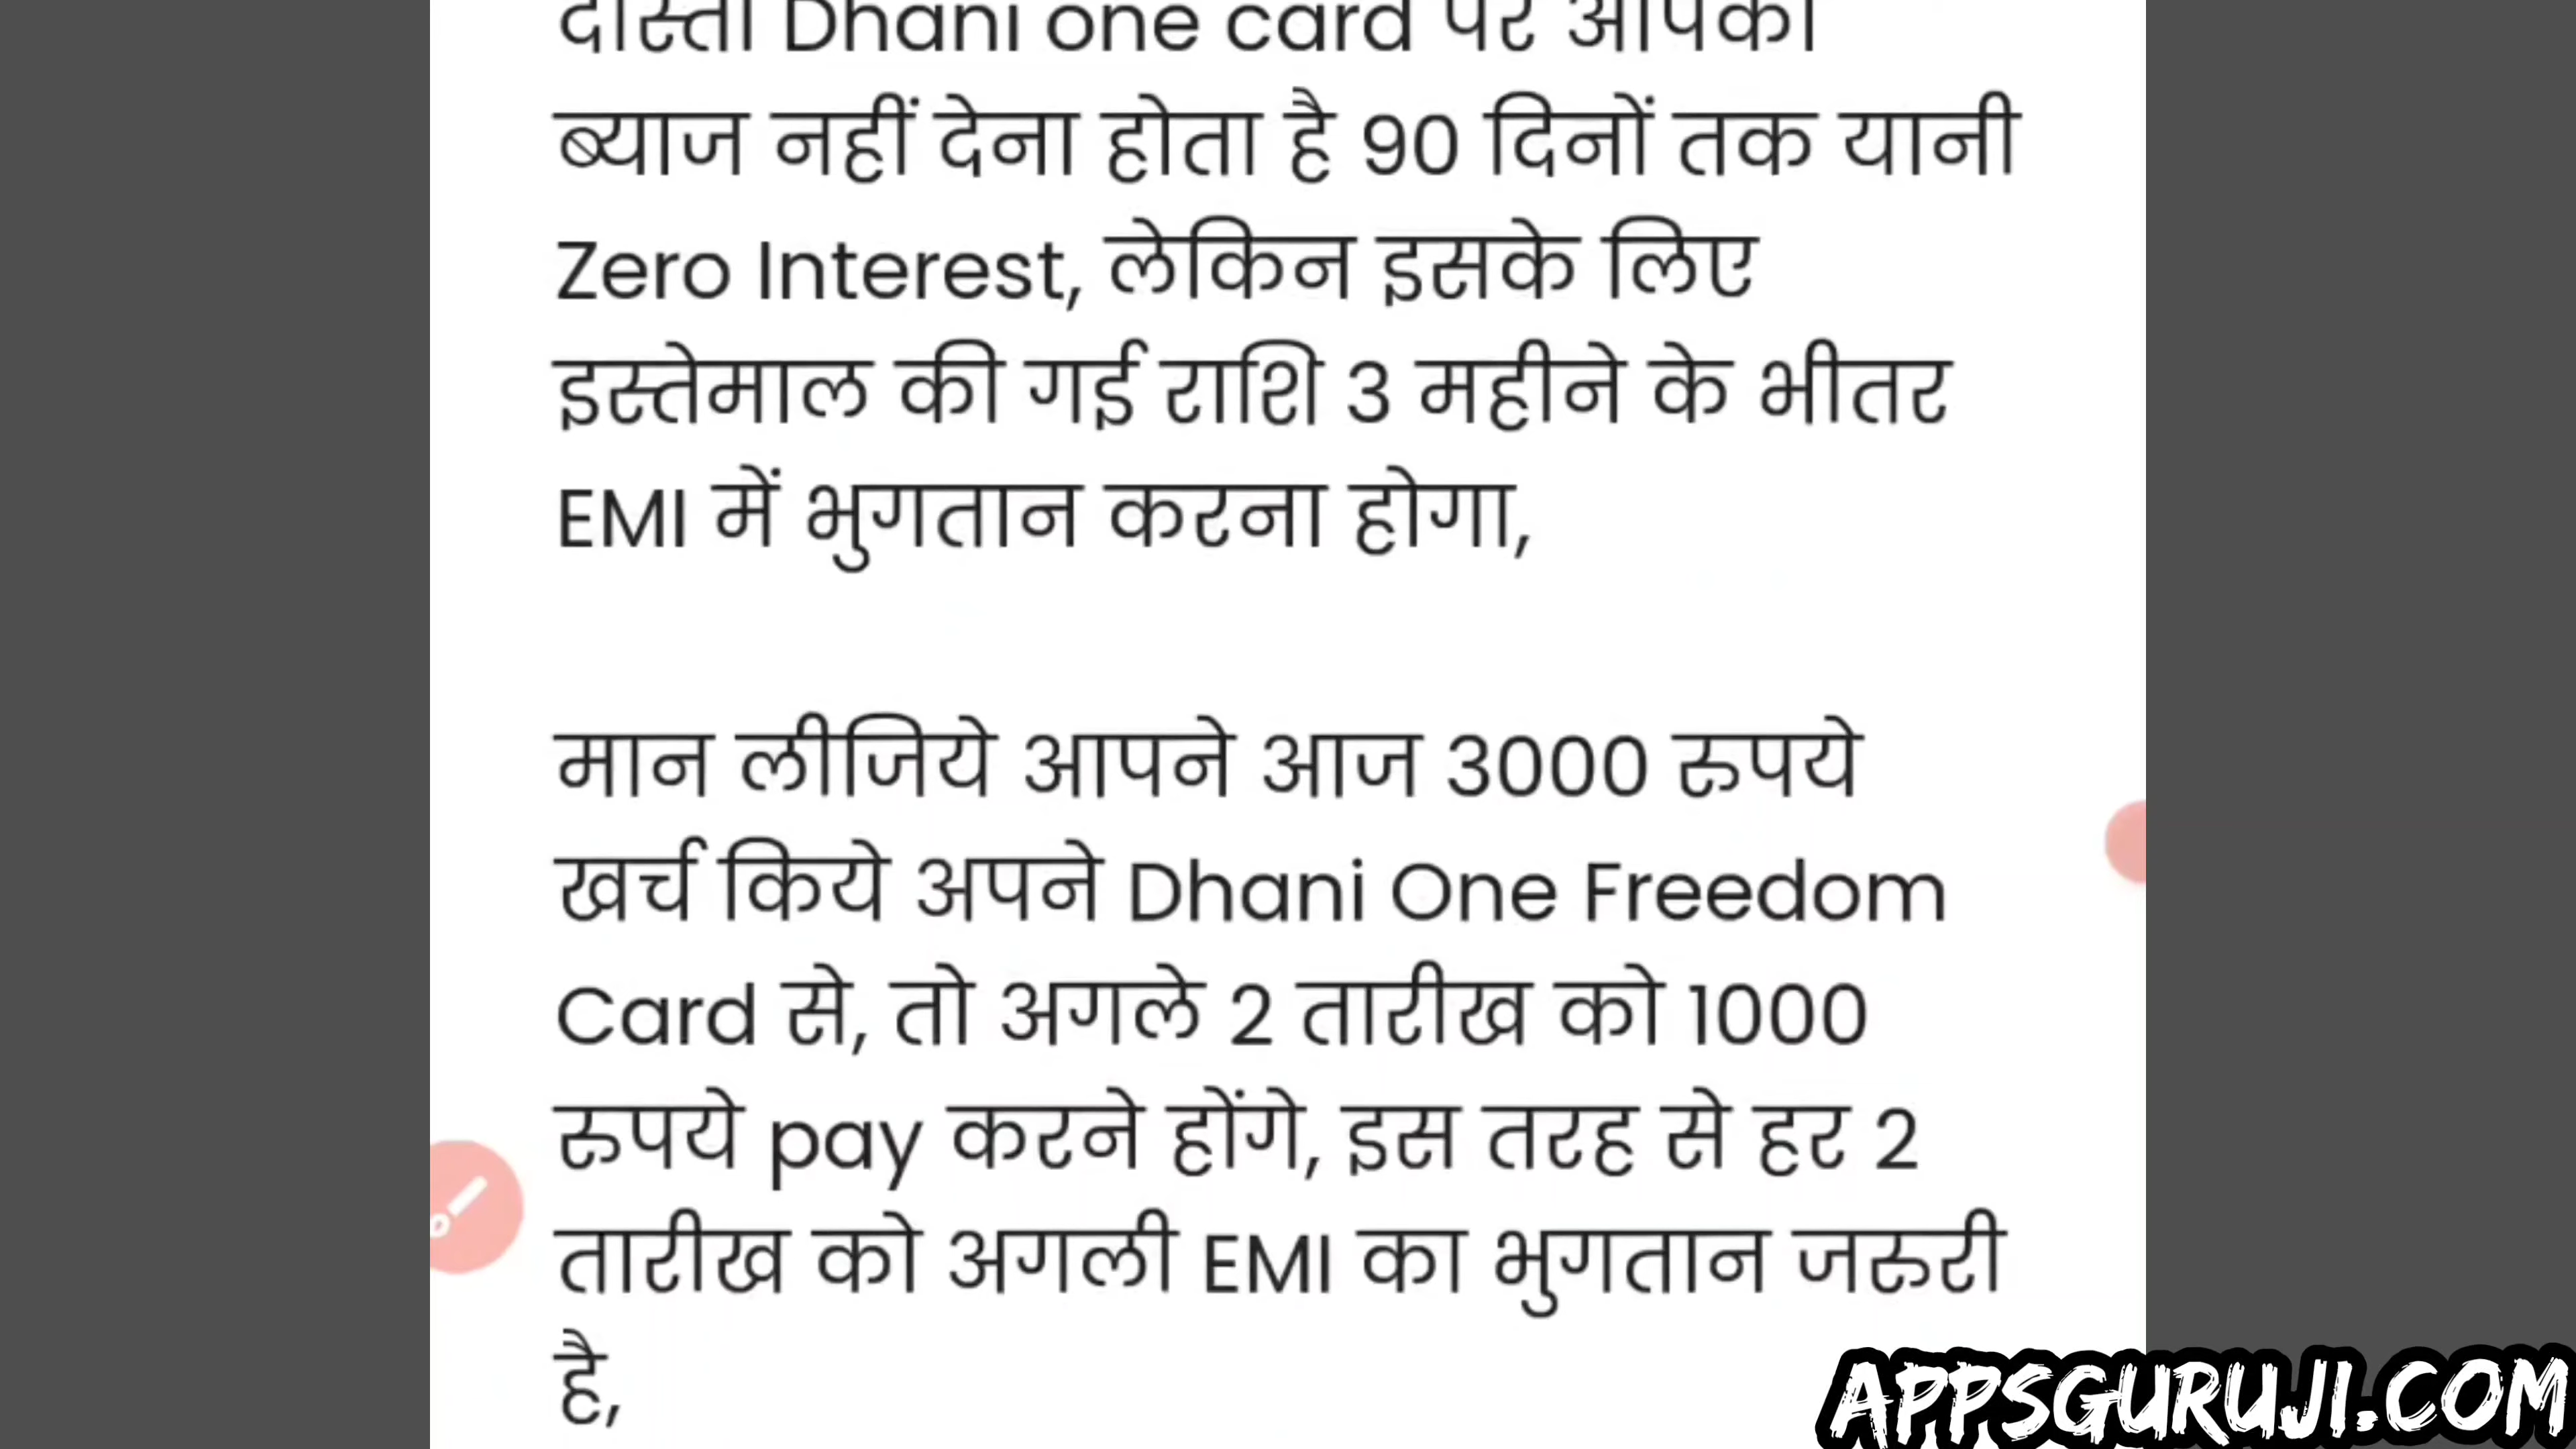 दोस्तों Dhani one card पर आपको
ब्याज नहीं देना होता है 90 दिनों तक यानी
Zero Interest, लेकिन इसके लिए
इस्तेमाल की गई राशि 3 महीने के भीतर
EMI में भुगतान करना होगा,
मान लीजिये आपने आज 3000 रुपये
खर्च किये अपने Dhani One Freedom
Card से, तो अगले 2 तारीख को 1000
रुपये pay करने होंगे, इस तरह से हर 2
तारीख को अगली EMI का भुगतान जरुरी
है,
APPSGURUJI.COM